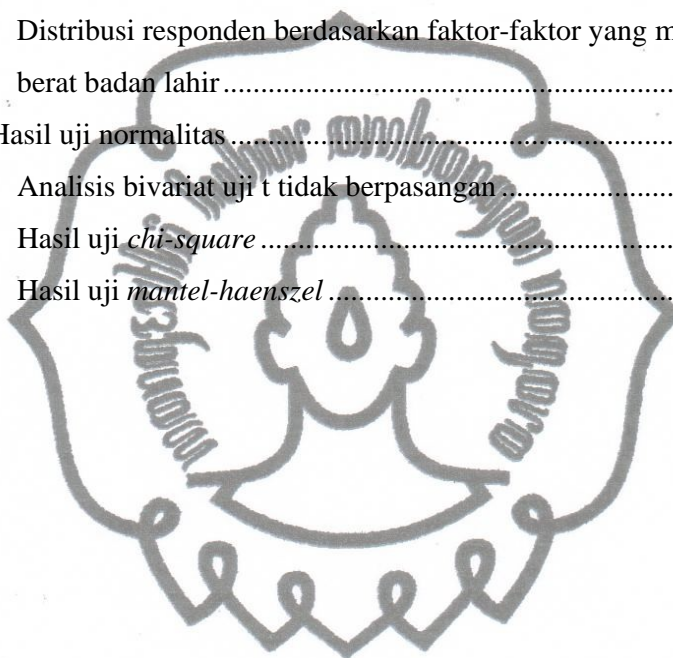 Distribusi responden berdasarkan faktor-faktor yang m
berat badan lahir ..............................................................
Hasil uji normalitas ............................................................
Analisis bivariat uji t tidak berpasangan ........................
Hasil uji chi-square ........................................................
Hasil uji mantel-haenszel ...............................................